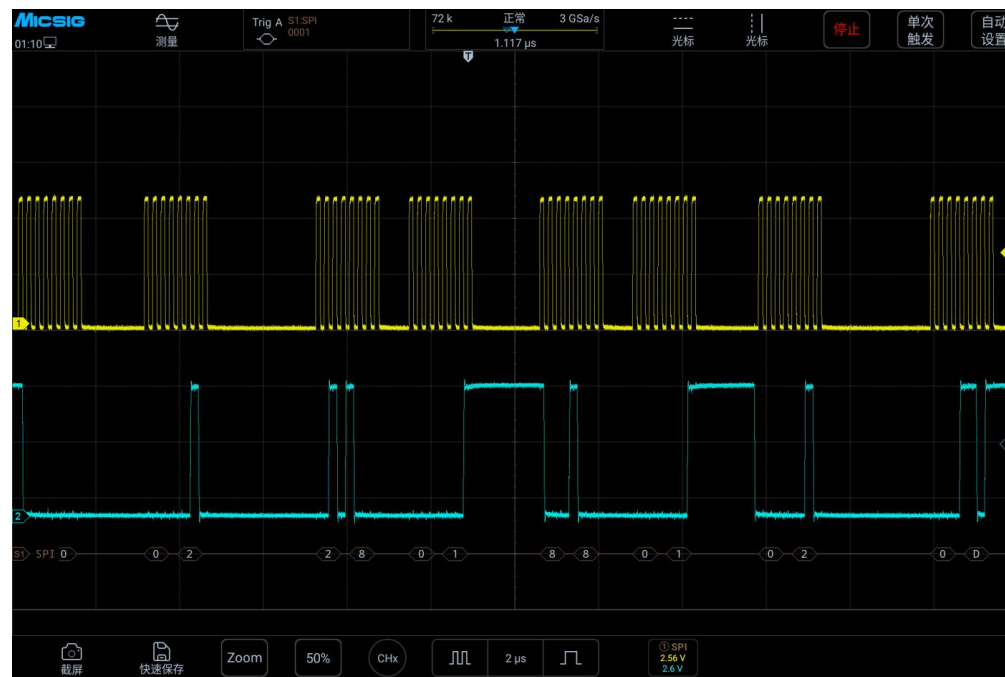 Micsig
01:10
测量
Trig A S1:SPI
0001
72 k 正常 3 GSa/s
1.117 µs
光标
光标
停止
单次
触发
自动
设置
T
1
2
S1 SPI 0 0 2 2 8 0 1 8 8 0 1 0 2 0 D
截屏
快速保存
Zoom
50%
CHx
2 µs
① SPI
2.56 V
2.6 V